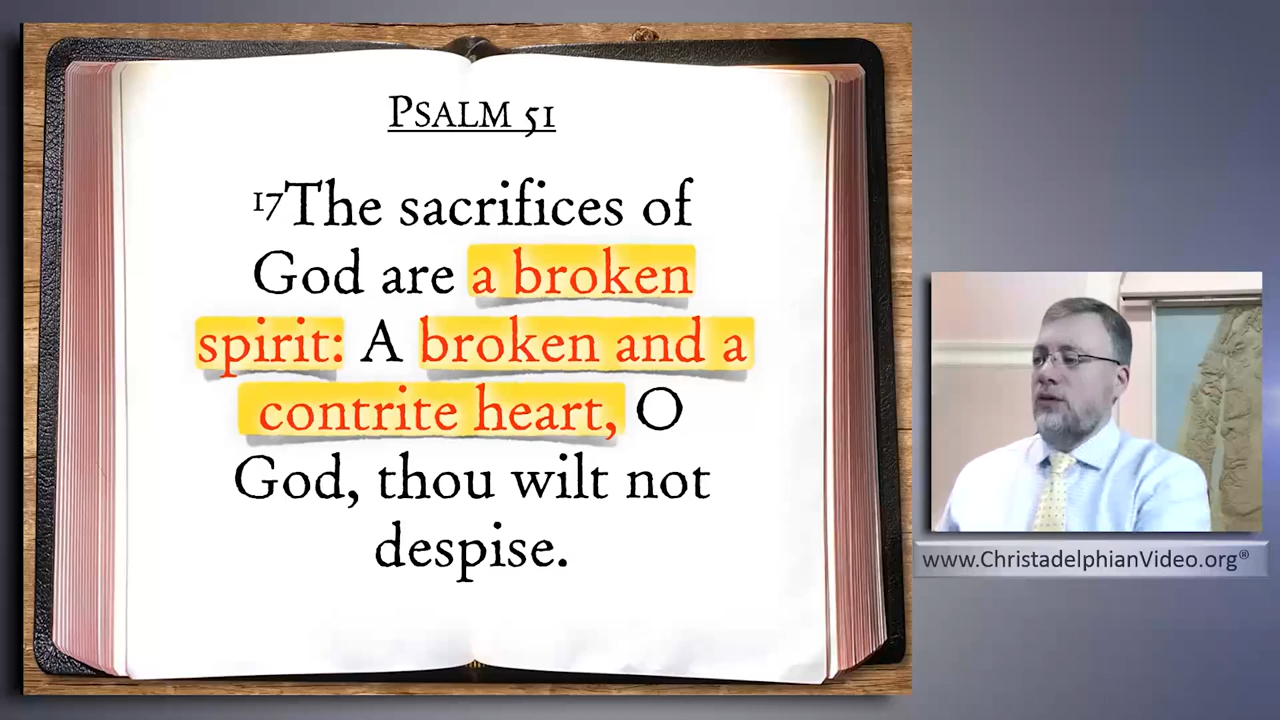 PSALM 51
17The sacrifices of
God are a broken
spirit: A broken and a
contrite heart, O
God, thou wilt not
despise.
www.ChristadelphianVideo.org®